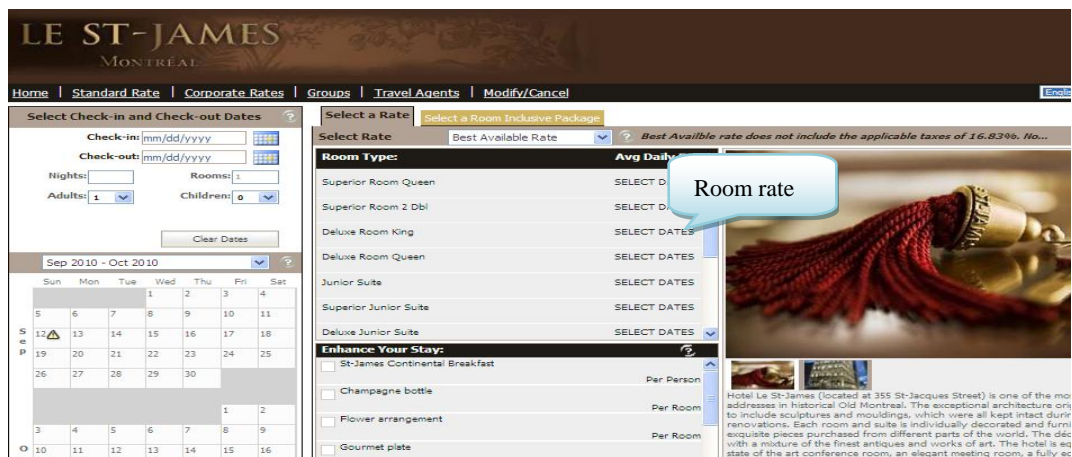 LE ST-JAMES
MONTRÉAL
Home | Standard Rate | Corporate Rates | Groups | Travel Agents | Modify/Cancel
Select Check-in and Check-out Dates ?
Check-in: mm/dd/yyyy
Check-out: mm/dd/yyyy
Nights: Rooms: 1
Adults: 1 Children: 0
Clear Dates
Sep 2010 - Oct 2010 ?
Sun Mon Tue Wed Thu Fri Sat
1 2 3 4
5 6 7 8 9 10 11
Sep
12 13 14 15 16 17 18
19 20 21 22 23 24 25
26 27 28 29 30
1 2
3 4 5 6 7 8 9
O 10 11 12 13 14 15 16
Select a Rate Select a Room Inclusive Package
Select Rate Best Available Rate ? Best Availble rate does not include the applicable taxes of 16.83%. No...
Room Type: Avg Daily
Superior Room Queen SELECT
Superior Room 2 Dbl SELECT
Deluxe Room King SELECT DATES
Deluxe Room Queen SELECT DATES
Junior Suite SELECT DATES
Superior Junior Suite SELECT DATES
Deluxe Junior Suite SELECT DATES
Room rate
Enhance Your Stay: ?
St-James Continental Breakfast
Per Person
Champagne bottle
Per Room
Flower arrangement
Per Room
Gourmet plate
Hotel Le St-James (located at 355 St-Jacques Street) is one of the
addresses in historical Old Montreal. The exceptional architecture
to include sculptures and mouldings, which were all kept intact
renovations. Each room and suite is individually decorated and
exquisite pieces purchased from different parts of the world. The
with a mixture of the finest antiques and works of art. The hotel is
state of the art conference room, an elegant meeting room, a fully